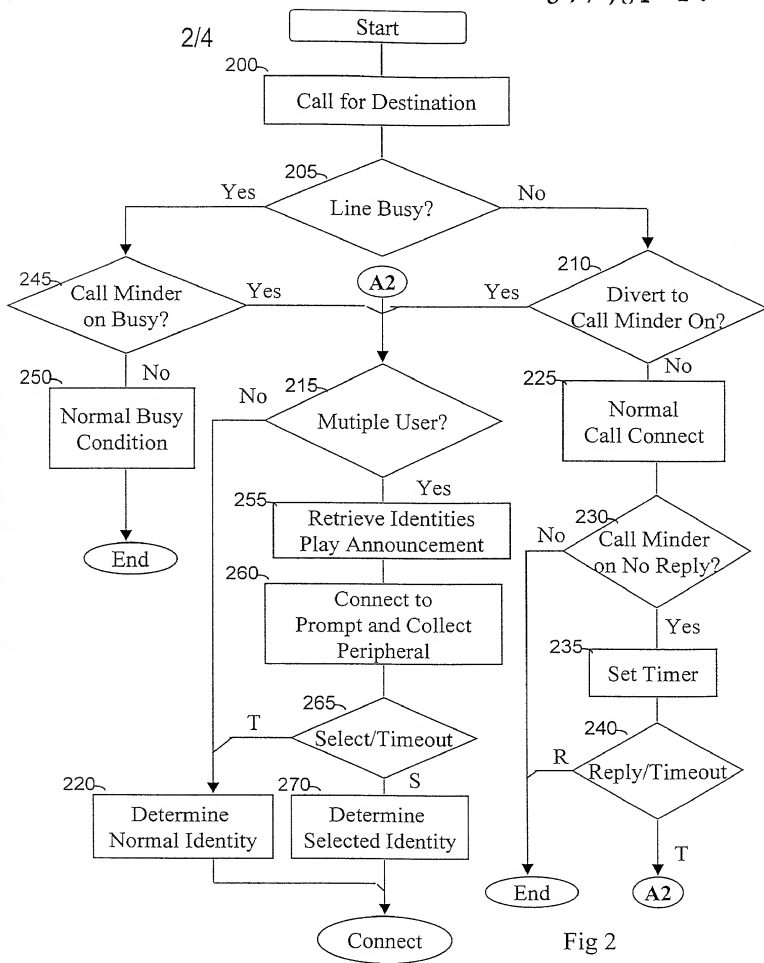 2/4
Start
200
Call for Destination
205
Line Busy?
Yes
No
245
Call Minder
on Busy?
Yes
A2
Yes
210
Divert to
Call Minder On?
250
No
Normal Busy
Condition
End
No
215
Mutiple User?
Yes
225
No
Normal
Call Connect
255
Retrieve Identities
Play Announcement
260
Connect to
Prompt and Collect
Peripheral
No
230
Call Minder
on No Reply?
Yes
235
Set Timer
T
265
Select/Timeout
S
R
240
Reply/Timeout
T
220
Determine
Normal Identity
270
Determine
Selected Identity
End
A2
Connect
Fig 2